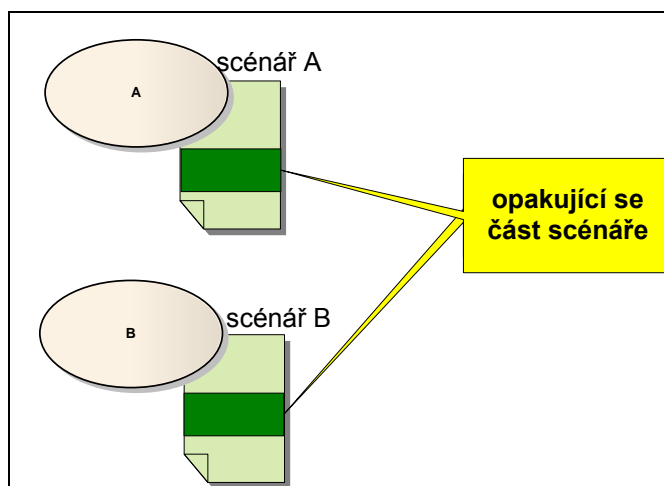 scénář A
A
opakující se
část scénáře
scénář B
B